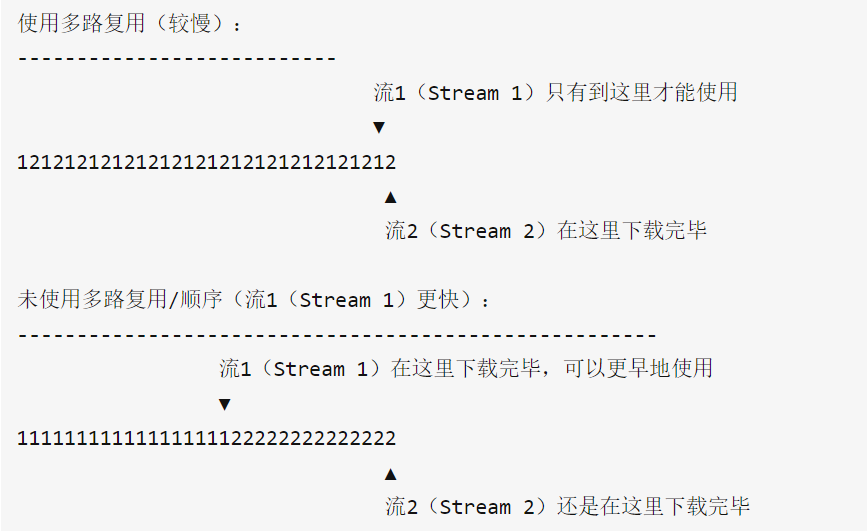 使用多路复用（较慢）：
---------------------------
流1（Stream 1）只有到这里才能使用
▼
12121212121212121212121212121212
▲
流2（Stream 2）在这里下载完毕
未使用多路复用/顺序（流1（Stream 1）更快）：
------------------------------------------------------
流1（Stream 1）在这里下载完毕，可以更早地使用
▼
11111111111111111122222222222222
▲
流2（Stream 2）还是在这里下载完毕